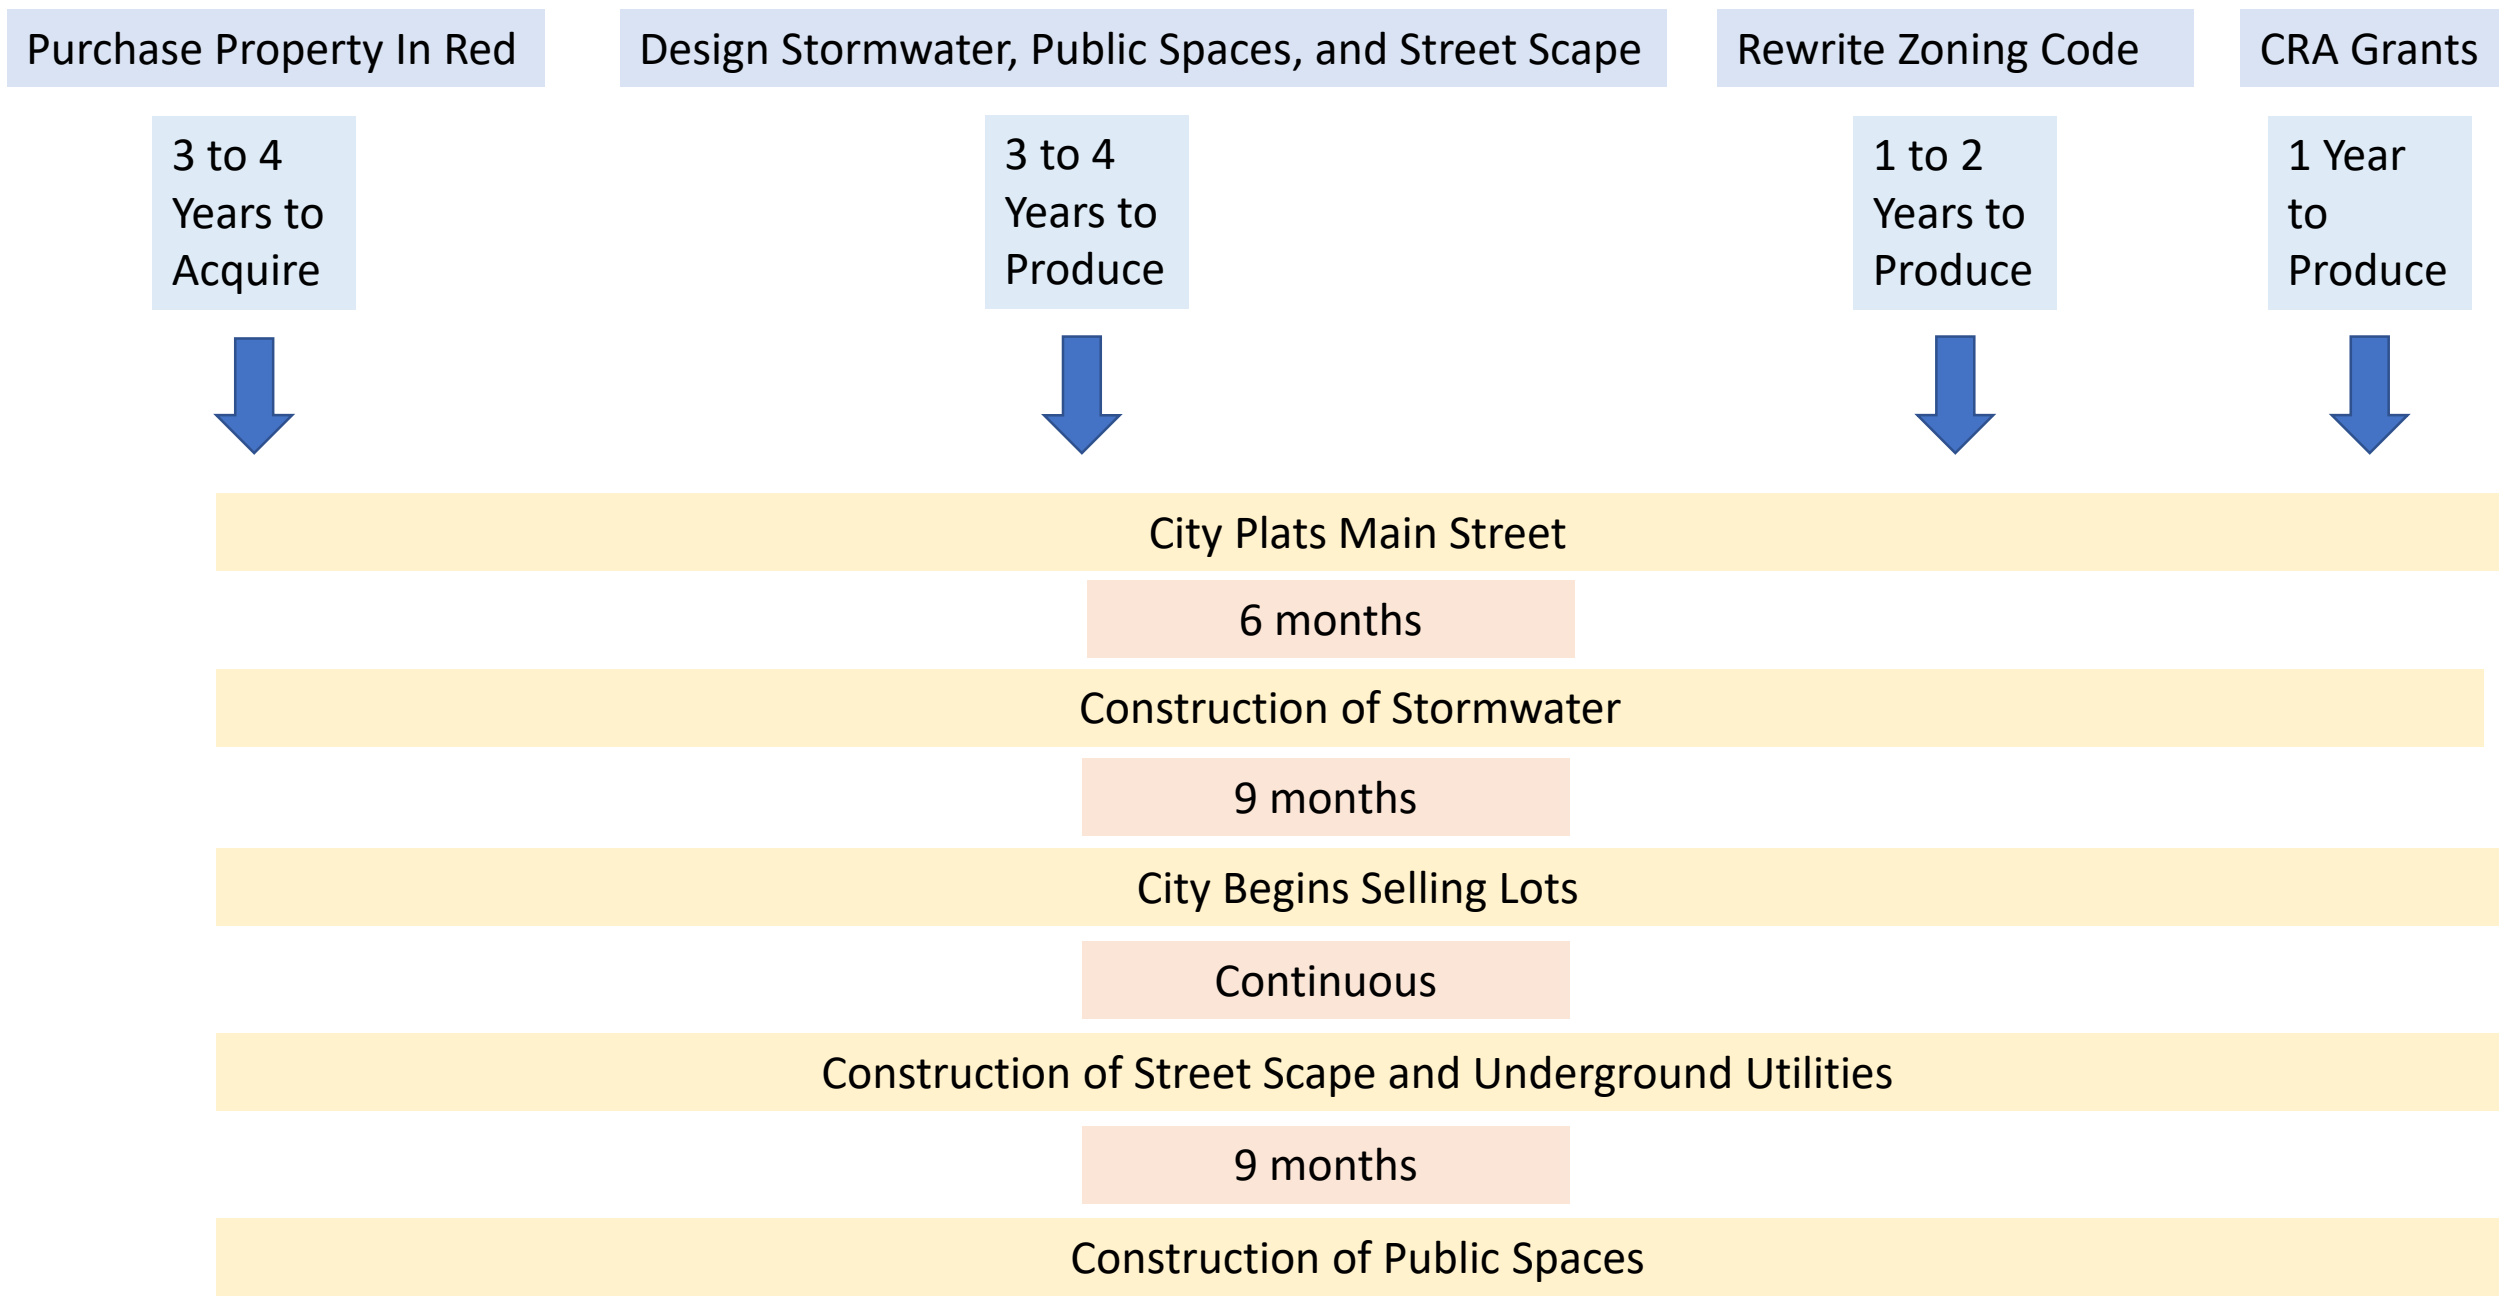 Purchase Property In Red
Design Stormwater, Public Spaces, and Street Scape
Rewrite Zoning Code
CRA Grants
3 to 4
Years to
Acquire
3 to 4
Years to
Produce
1 to 2
Years to
Produce
1 Year
to
Produce
City Plats Main Street
6 months
Construction of Stormwater
9 months
City Begins Selling Lots
Continuous
Construction of Street Scape and Underground Utilities
9 months
Construction of Public Spaces